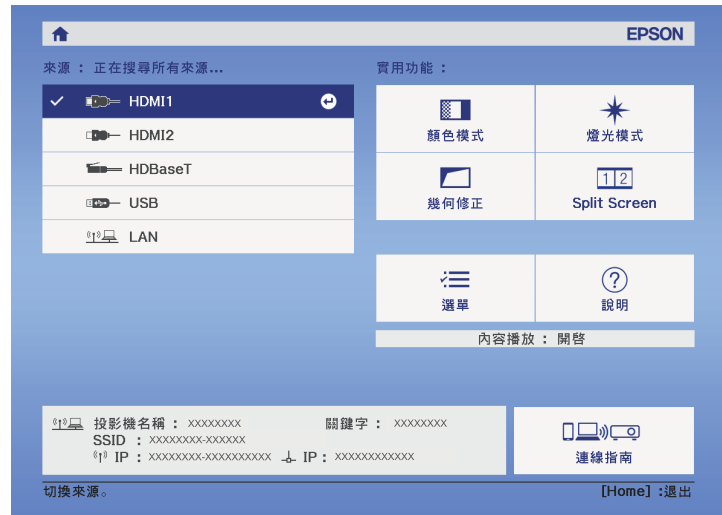 EPSON
來源 : 正在搜尋所有來源...
HDMI1
HDMI2
HDBaseT
USB
LAN
實用功能 :
顏色模式
燈光模式
幾何修正
1 2
Split Screen
選單
?
說明
內容播放 : 開啓
投影機名稱 : xxxxxxxx 關鍵字 : xxxxxxxx
SSID : xxxxxxxx-xxxxxx
IP : xxxxxxxx-xxxxxxxxxx IP : xxxxxxxxxxxx
連線指南
切換來源。 [Home] :退出